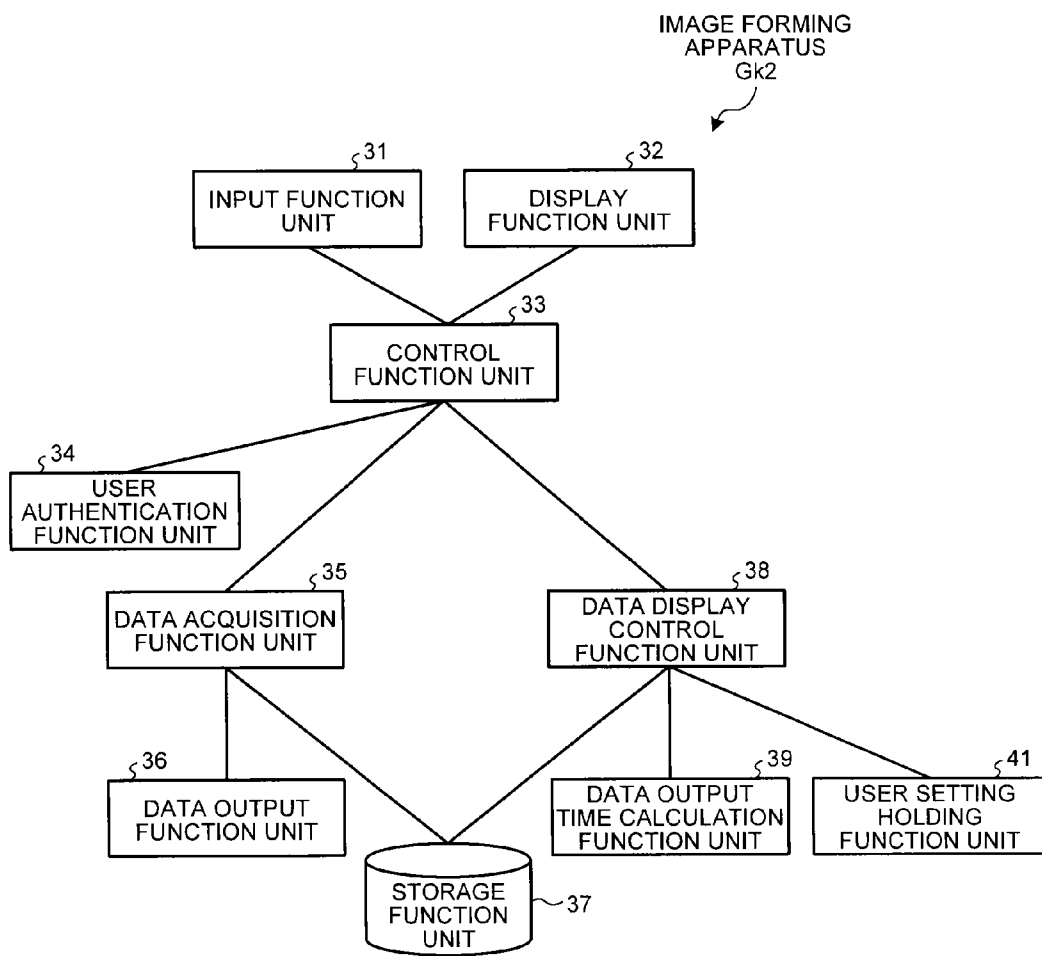 IMAGE FORMING
APPARATUS
Gk2
31
INPUT FUNCTION
UNIT
32
DISPLAY
FUNCTION UNIT
33
CONTROL
FUNCTION UNIT
34
USER
AUTHENTICATION
FUNCTION UNIT
35
DATA ACQUISITION
FUNCTION UNIT
38
DATA DISPLAY
CONTROL
FUNCTION UNIT
36
DATA OUTPUT
FUNCTION UNIT
39
DATA OUTPUT
TIME CALCULATION
FUNCTION UNIT
41
USER SETTING
HOLDING
FUNCTION UNIT
STORAGE
FUNCTION
UNIT
37